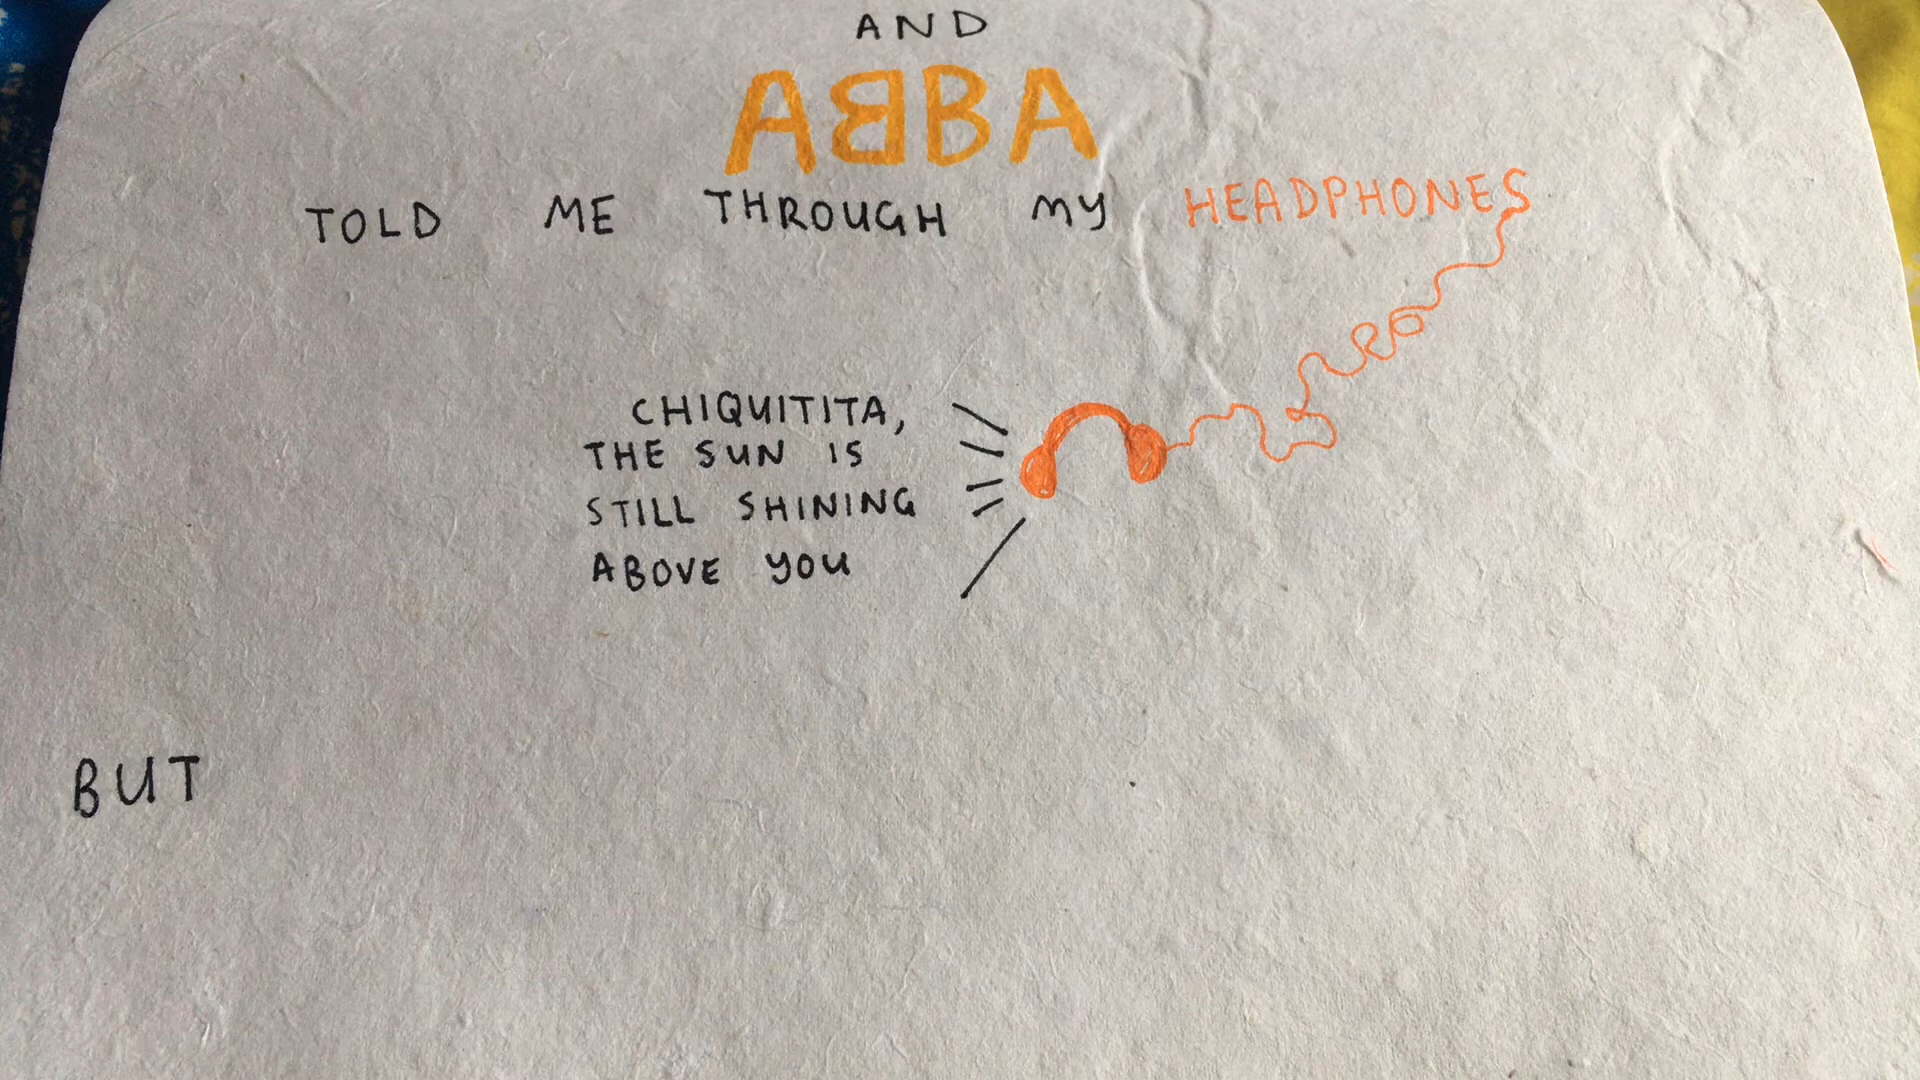 AND
ABBA
TOLD ME THROUGH MY HEADPHONES
CHIQUITITA,
THE SUN IS
STILL SHINING
ABOVE YOU
BUT